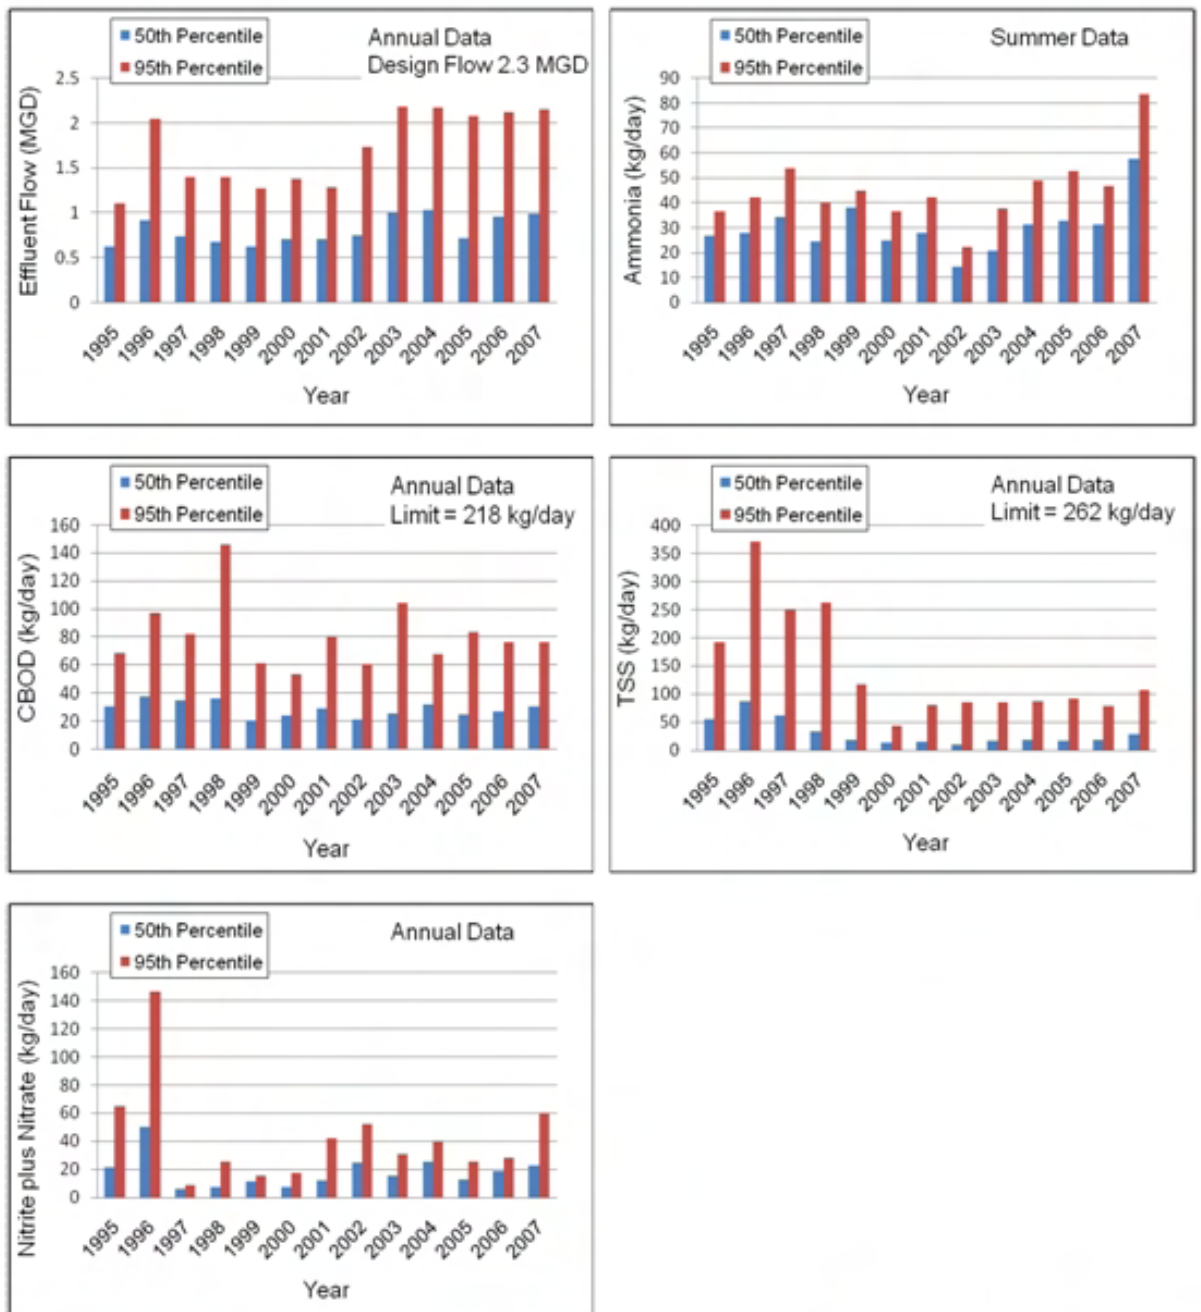 50th Percentile
95th Percentile
Annual Data
Design Flow 2.3 MGD
Effluent Flow (MGD)
2.5
2
1.5
1
0.5
0
1995 1996 1997 1998 1999 2000 2001 2002 2003 2004 2005 2006 2007
Year
50th Percentile
95th Percentile
Summer Data
Ammonia (kg/day)
90
80
70
60
50
40
30
20
10
0
1995 1996 1997 1998 1999 2000 2001 2002 2003 2004 2005 2006 2007
Year
50th Percentile
95th Percentile
Annual Data
Limit = 218 kg/day
CBOD (kg/day)
160
140
120
100
80
60
40
20
0
1995 1996 1997 1998 1999 2000 2001 2002 2003 2004 2005 2006 2007
Year
50th Percentile
95th Percentile
Annual Data
Limit = 262 kg/day
TSS (kg/day)
400
350
300
250
200
150
100
50
0
1995 1996 1997 1998 1999 2000 2001 2002 2003 2004 2005 2006 2007
Year
50th Percentile
95th Percentile
Annual Data
Nitrite plus Nitrate (kg/day)
160
140
120
100
80
60
40
20
0
1995 1996 1997 1998 1999 2000 2001 2002 2003 2004 2005 2006 2007
Year